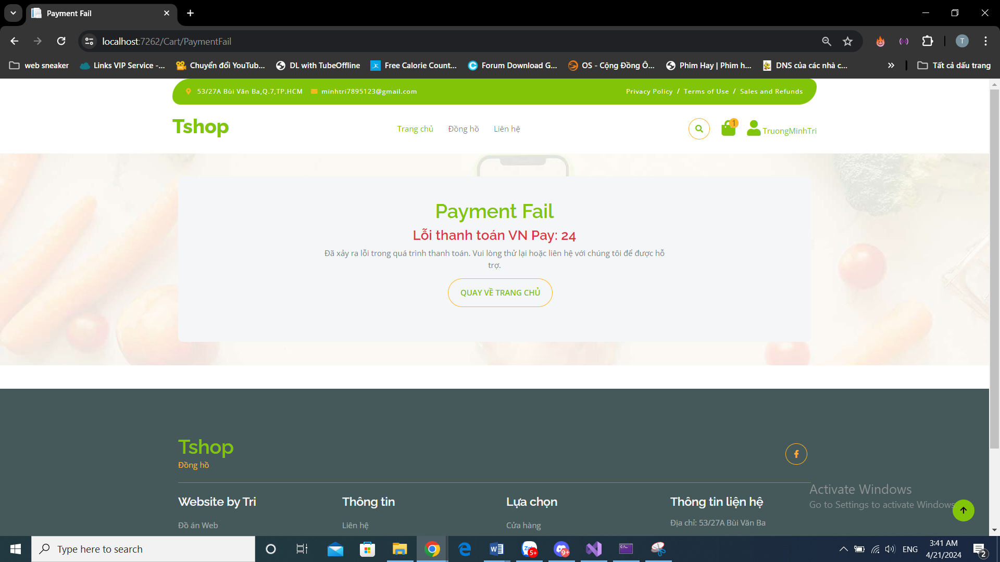 Payment Fail
localhost:7262/Cart/PaymentFail
web sneaker
Links VIP Service -...
Chuyển đổi YouTub...
DL with TubeOffline
Free Calorie Count...
Forum Download G...
OS - Cộng Đồng Ô...
Phim Hay | Phim h...
DNS của các nhà c...
Tất cả dấu trang
53/27A Bùi Văn Ba,Q.7,TP.HCM
minhtri7895123@gmail.com
Privacy Policy / Terms of Use / Sales and Refunds
Tshop
Trang chủ
Đồng hồ
Liên hệ
1
TruongMinhTri
T
Payment Fail
Lỗi thanh toán VN Pay: 24
Đã xảy ra lỗi trong quá trình thanh toán. Vui lòng thử lại hoặc liên hệ với chúng tôi để được hỗ
trợ.
QUAY VỀ TRANG CHỦ
Tshop
Đồng hồ
Website by Tri
Thông tin
Lựa chọn
Thông tin liện hệ
Đồ án Web
Liên hệ
Cửa hàng
Địa chỉ: 53/27A Bùi Văn Ba
Activate Windows
Go to Settings to activate Windows.
Type here to search
5+
9+
ENG
3:41 AM
4/21/2024
2